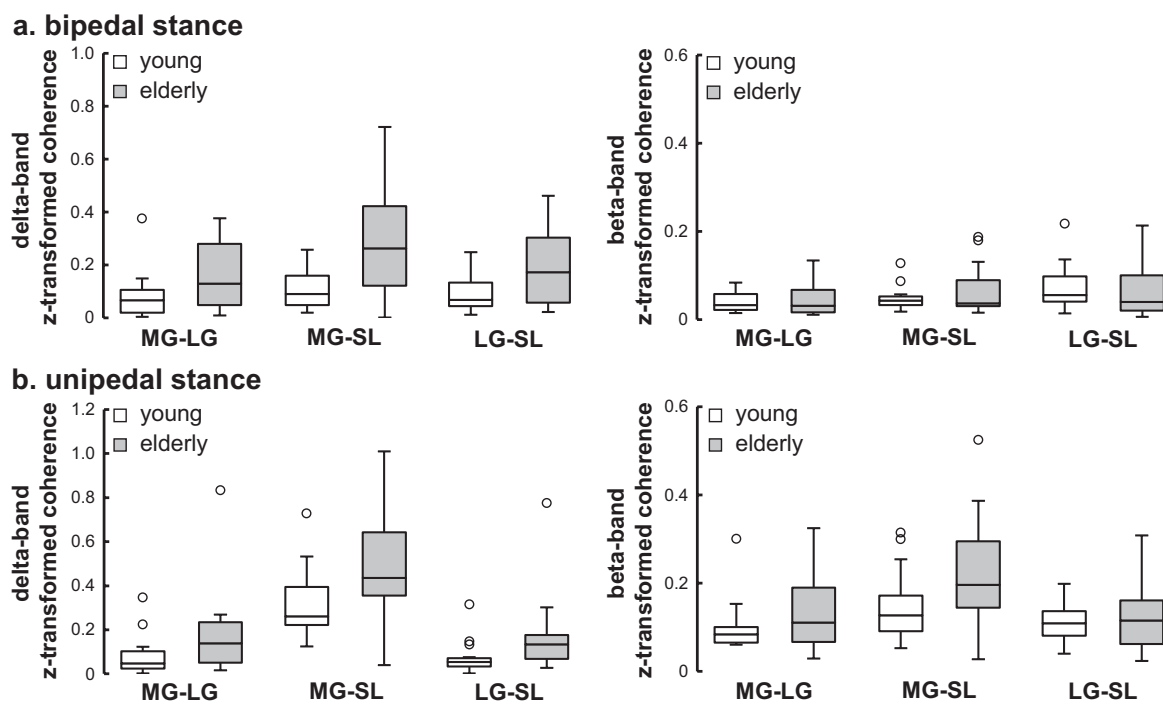 a. bipedal stance
delta-band
z-transformed coherence
1.0
0.8
0.6
0.4
0.2
0
young
elderly
MG-LG
MG-SL
LG-SL
beta-band
z-transformed coherence
0.6
0.4
0.2
0
young
elderly
MG-LG
MG-SL
LG-SL
b. unipedal stance
delta-band
z-transformed coherence
1.2
1.0
0.8
0.6
0.4
0.2
0
young
elderly
MG-LG
MG-SL
LG-SL
beta-band
z-transformed coherence
0.6
0.4
0.2
0
young
elderly
MG-LG
MG-SL
LG-SL